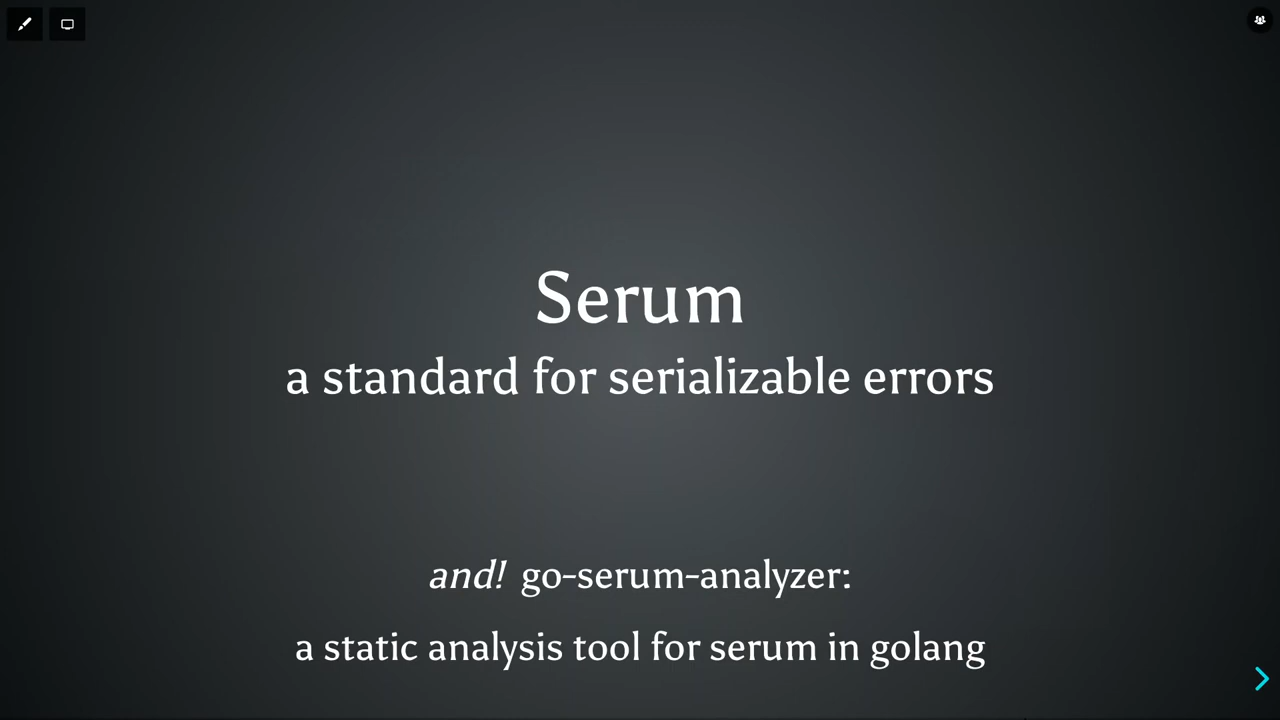 Serum
a standard for serializable errors
and! go-serum-analyzer:
a static analysis tool for serum in golang